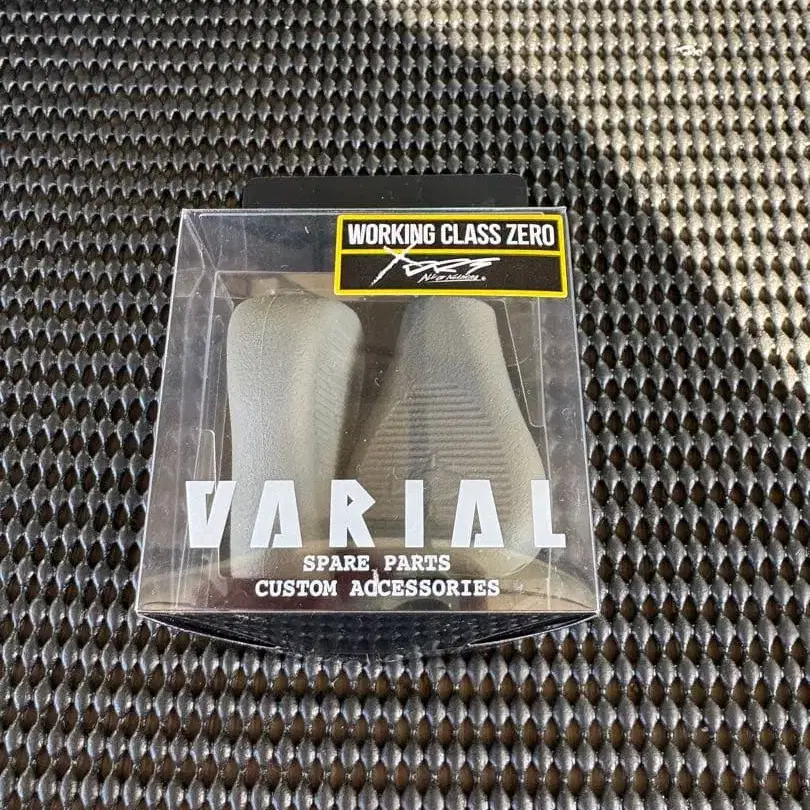 WORKING CLASS ZERO
VARIAL
SPARE PARTS
CUSTOM ACCESSORIES